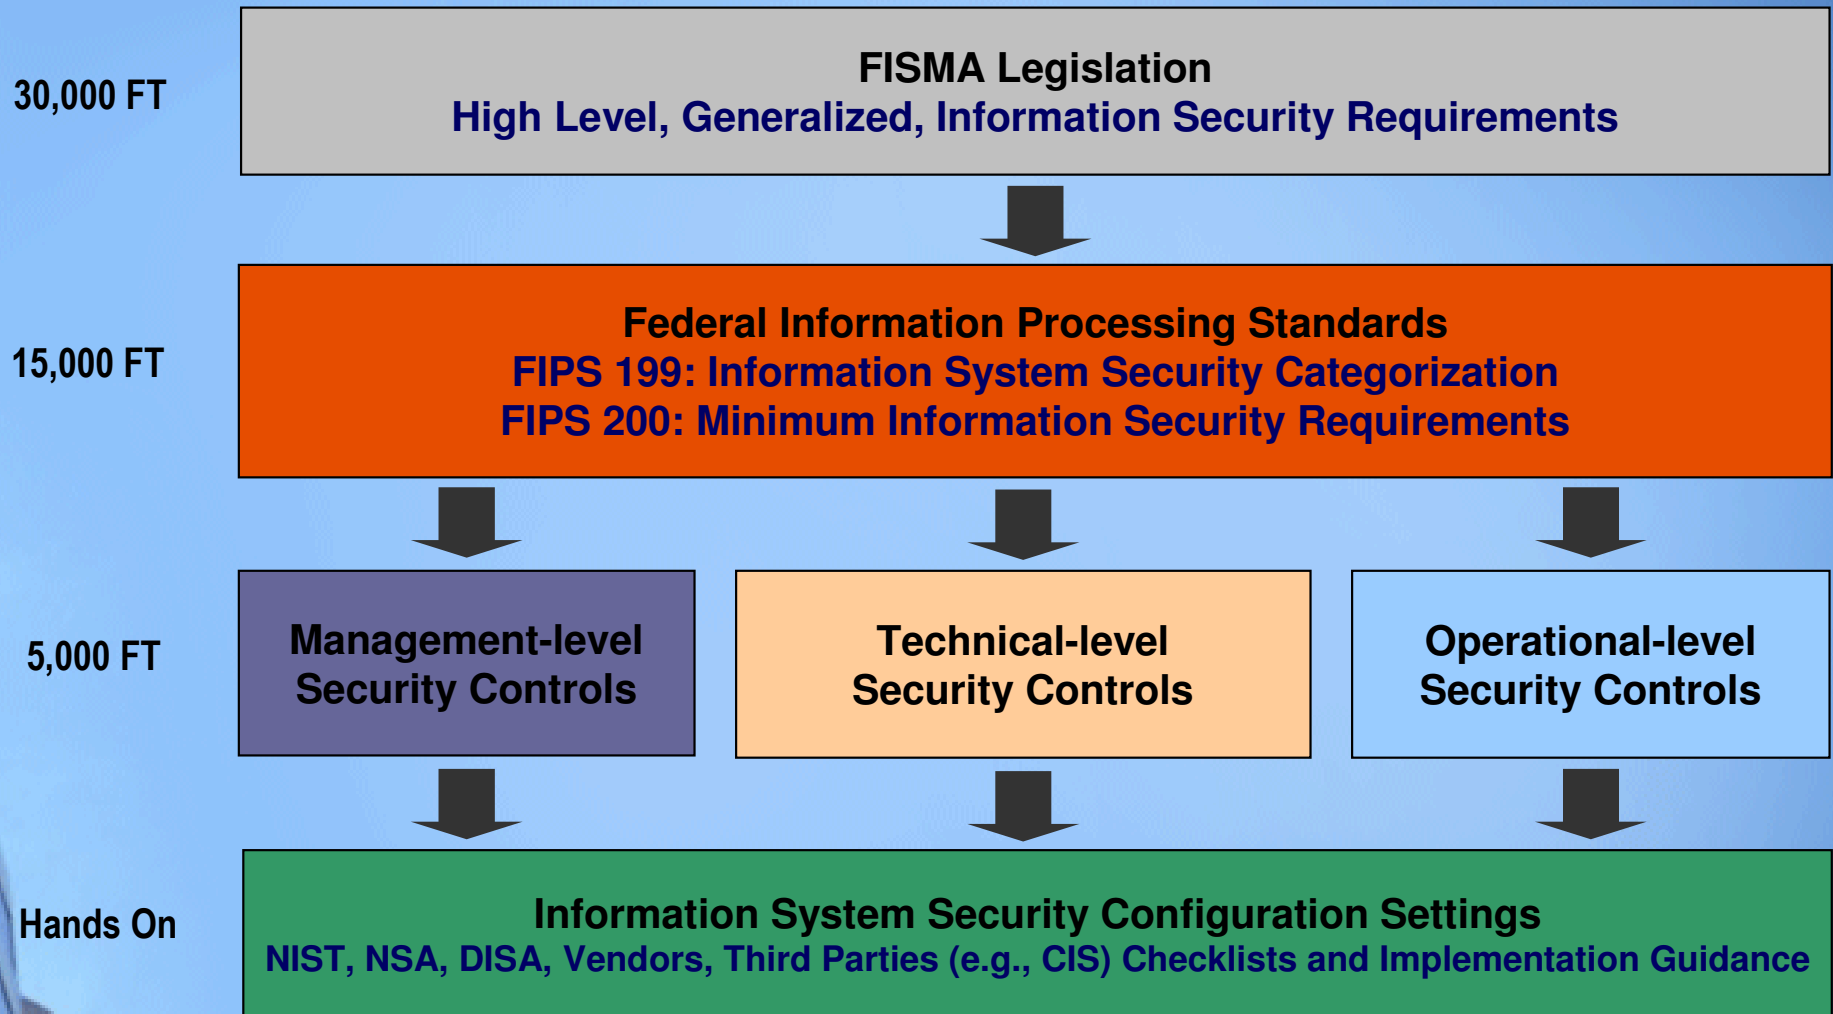 30,000 FT
FISMA Legislation
High Level, Generalized, Information Security Requirements
15,000 FT
Federal Information Processing Standards
FIPS 199: Information System Security Categorization
FIPS 200: Minimum Information Security Requirements
5,000 FT
Management-level
Security Controls
Technical-level
Security Controls
Operational-level
Security Controls
Hands On
Information System Security Configuration Settings
NIST, NSA, DISA, Vendors, Third Parties (e.g., CIS) Checklists and Implementation Guidance